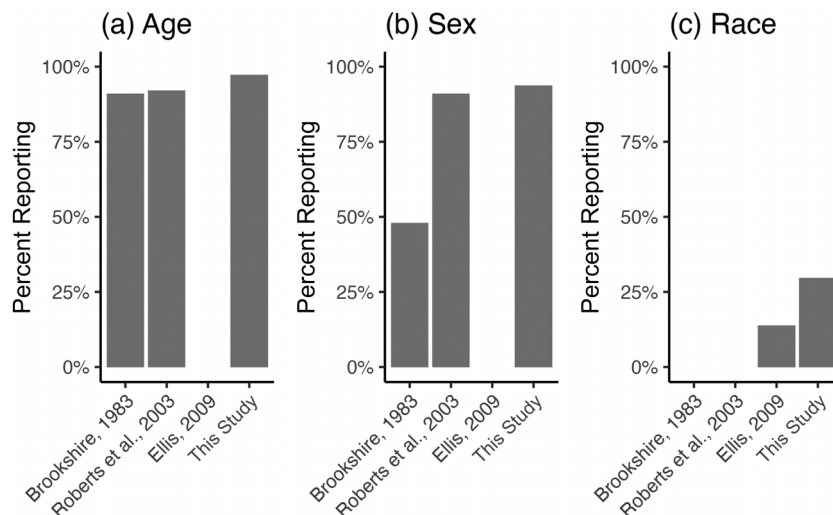 (a) Age
(b) Sex
(c) Race
Percent Reporting
100%
75%
50%
25%
0%
Brookshire, 1983
Roberts et al., 2003
Ellis, 2009
This Study
Percent Reporting
100%
75%
50%
25%
0%
Brookshire, 1983
Roberts et al., 2003
Ellis, 2009
This Study
Percent Reporting
100%
75%
50%
25%
0%
Brookshire, 1983
Roberts et al., 2003
Ellis, 2009
This Study